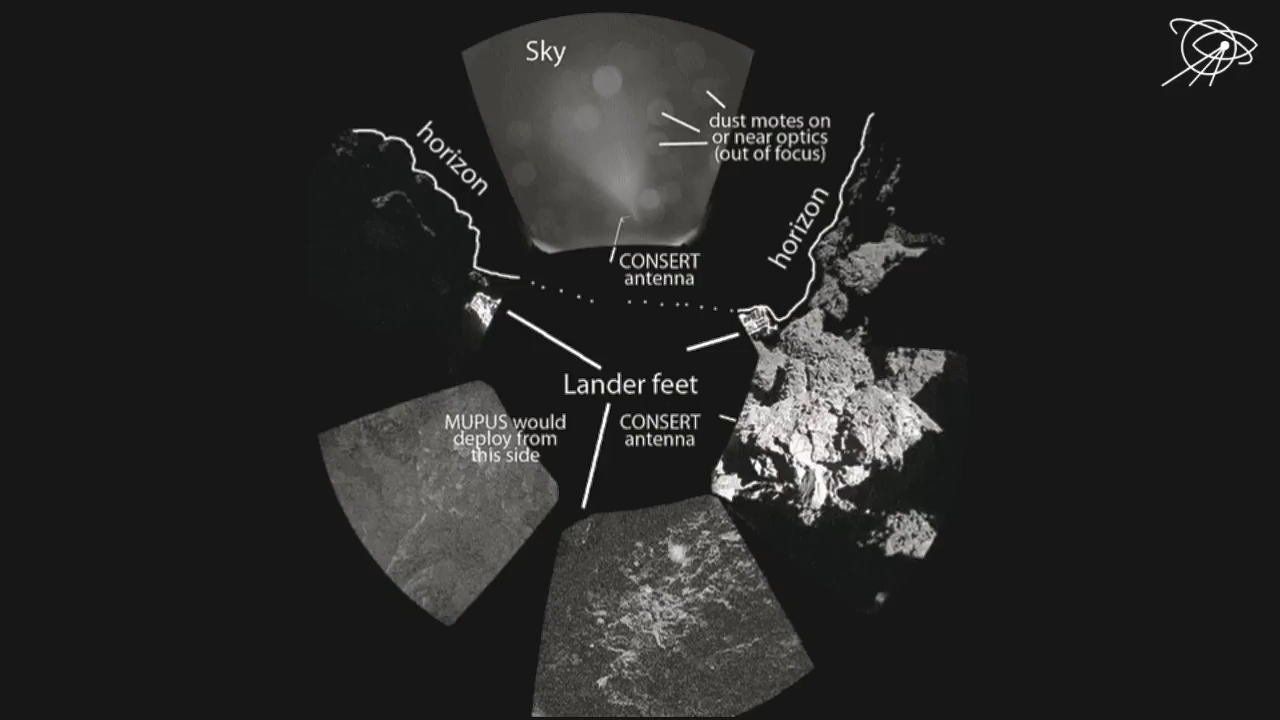 Sky
horizon
dust motes on
or near optics
(out of focus)
horizon
CONSERT
antenna
Lander feet
MUPUS would
deploy from
this side
CONSERT
antenna